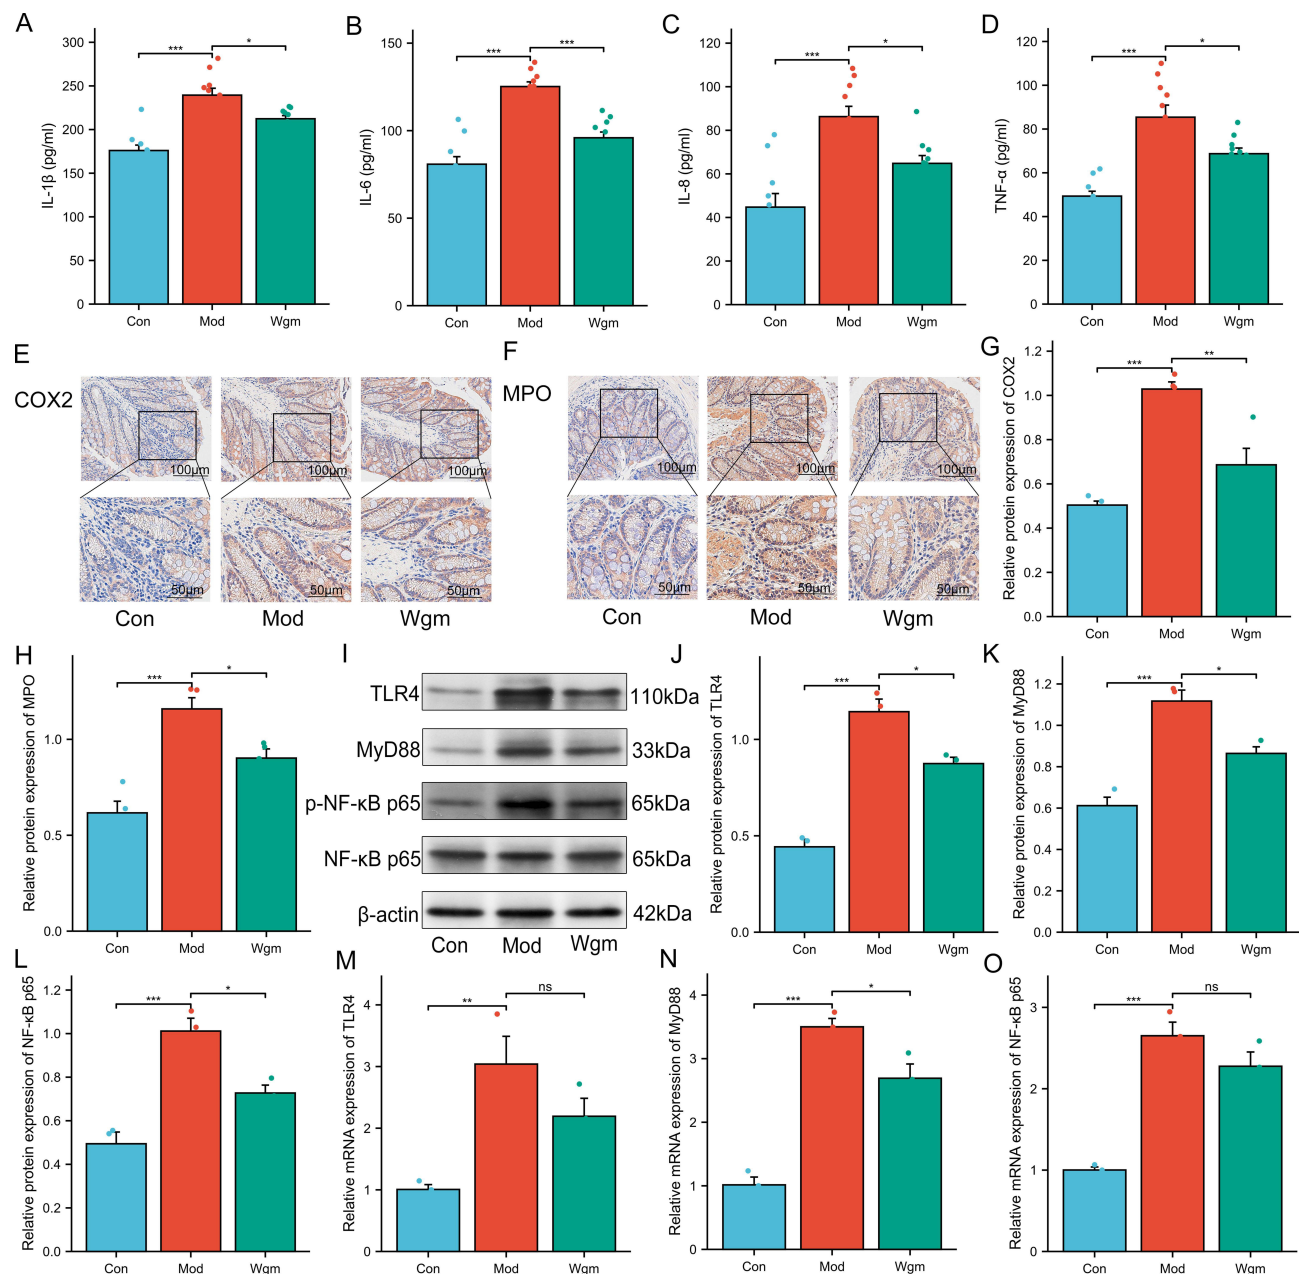 A
IL-1β (pg/ml)
300
250
200
150
100
50
0
***
*
Con Mod Wgm
B
IL-6 (pg/ml)
150
100
50
0
***
***
Con Mod Wgm
C
IL-8 (pg/ml)
120
100
80
60
40
20
0
***
*
Con Mod Wgm
D
TNF-α (pg/ml)
120
100
80
60
40
20
0
***
*
Con Mod Wgm
E
COX2
100μm 100μm 100μm
50μm 50μm 50μm
Con Mod Wgm
F
MPO
100μm 100μm 100μm
50μm 50μm 50μm
Con Mod Wgm
G
Relative protein expression of COX2
1.2
1.0
0.8
0.6
0.4
0.2
0.0
***
**
Con Mod Wgm
H
Relative protein expression of MPO
1.0
0.5
0.0
***
*
Con Mod Wgm
I
TLR4 110kDa
MyD88 33kDa
p-NF-κB p65 65kDa
NF-κB p65 65kDa
β-actin 42kDa
Con Mod Wgm
J
Relative protein expression of TLR4
1.0
0.5
0.0
***
*
Con Mod Wgm
K
Relative protein expression of MyD88
1.2
1.0
0.8
0.6
0.4
0.2
0.0
***
*
Con Mod Wgm
L
Relative protein expression of NF-κB p65
1.2
1.0
0.8
0.6
0.4
0.2
0.0
***
*
Con Mod Wgm
M
Relative mRNA expression of TLR4
4
3
2
1
0
**
ns
Con Mod Wgm
N
Relative mRNA expression of MyD88
4
3
2
1
0
***
*
Con Mod Wgm
O
Relative mRNA expression of NF-κB p65
3
2
1
0
***
ns
Con Mod Wgm